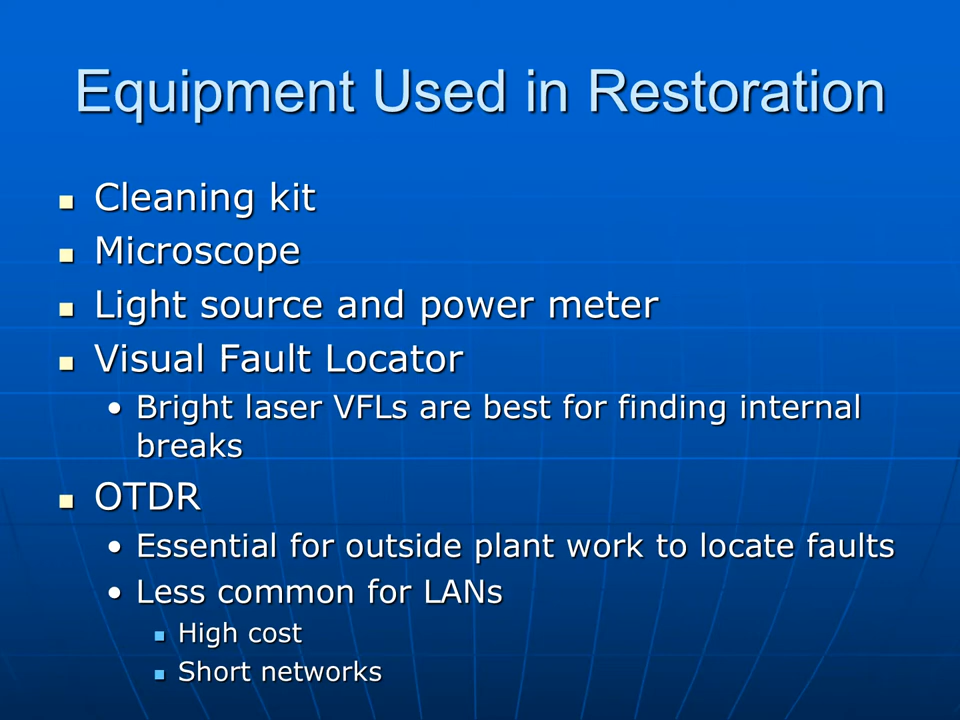 Equipment Used in Restoration
Cleaning kit
Microscope
Light source and power meter
Visual Fault Locator
• Bright laser VFLs are best for finding internal
breaks
OTDR
• Essential for outside plant work to locate faults
• Less common for LANs
High cost
Short networks